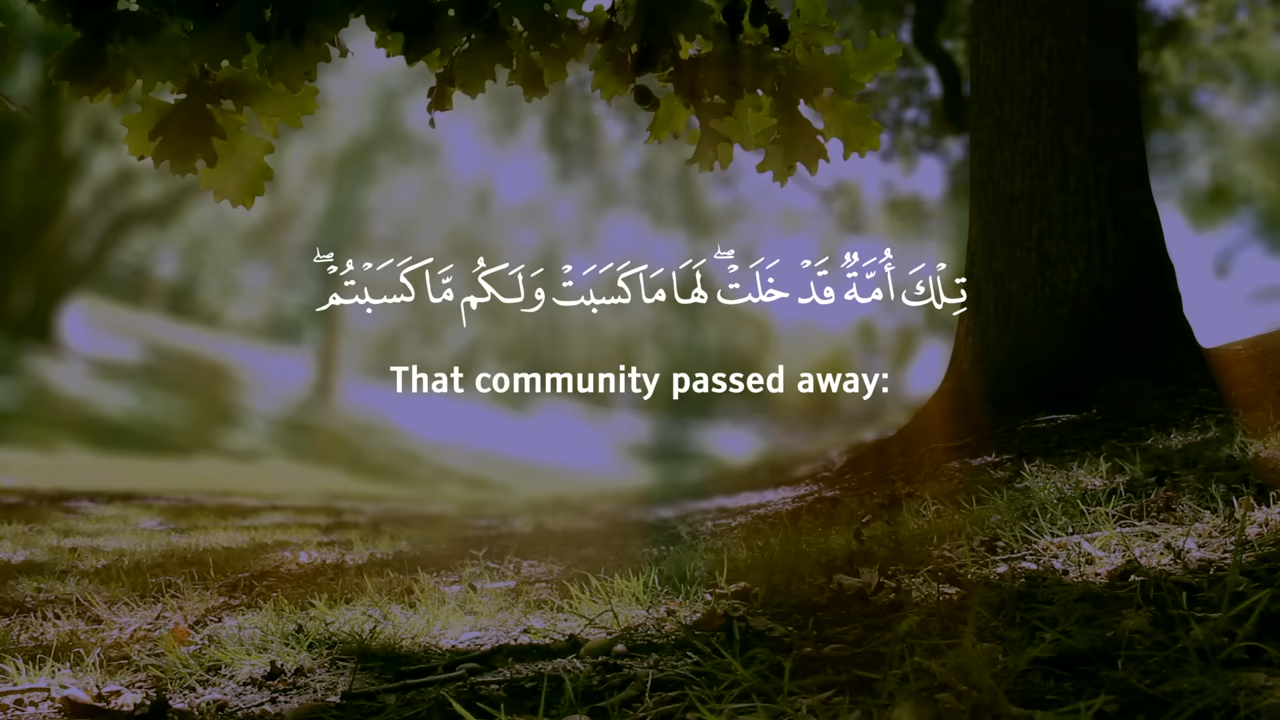 تِلْكَ أُمَّةٌ قَدْ خَلَتْ ۖ لَهَا مَا كَسَبَتْ وَلَكُم مَّا كَسَبْتُمْ ۖ
That community passed away: